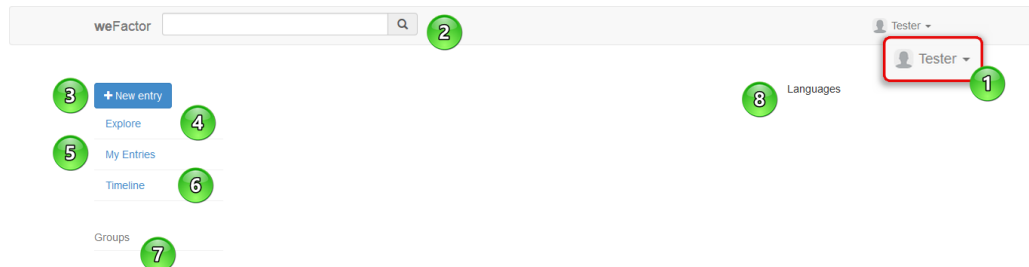 weFactor
2
Tester
Tester
1
3
+ New entry
8
Languages
Explore
4
5
My Entries
Timeline
6
Groups
7